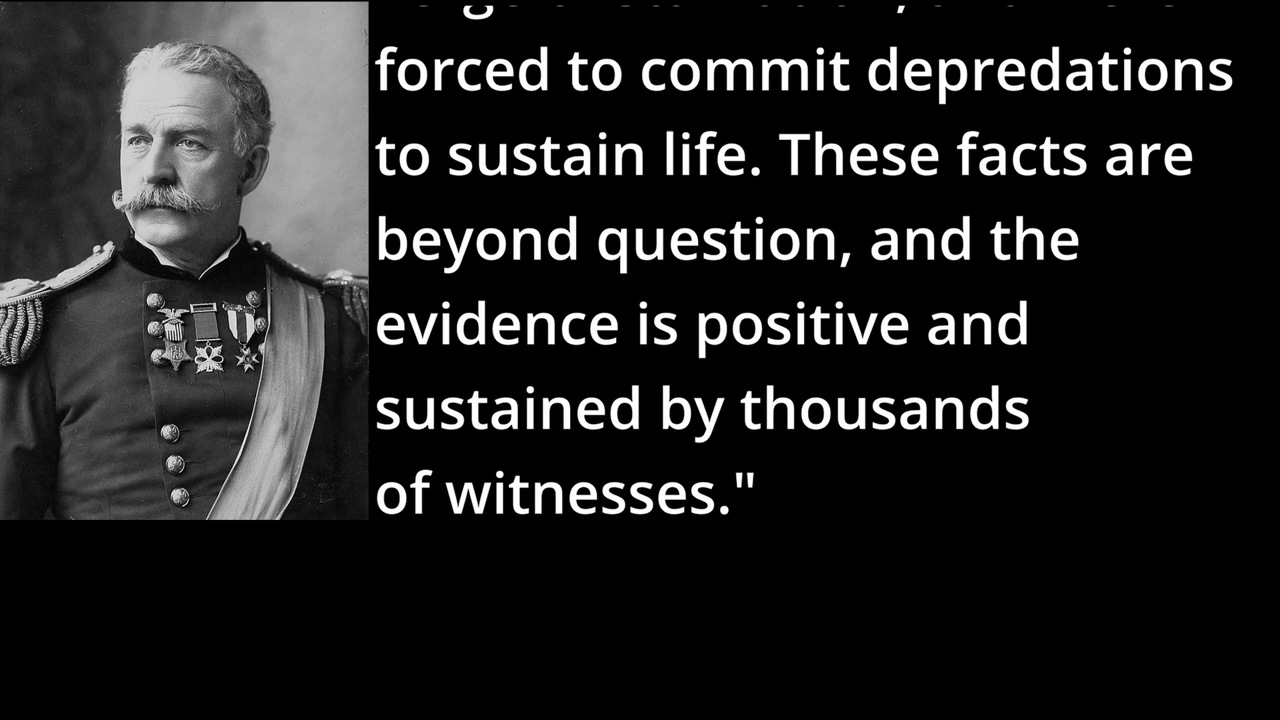 forced to commit depredations
to sustain life. These facts are
beyond question, and the
evidence is positive and
sustained by thousands
of witnesses."